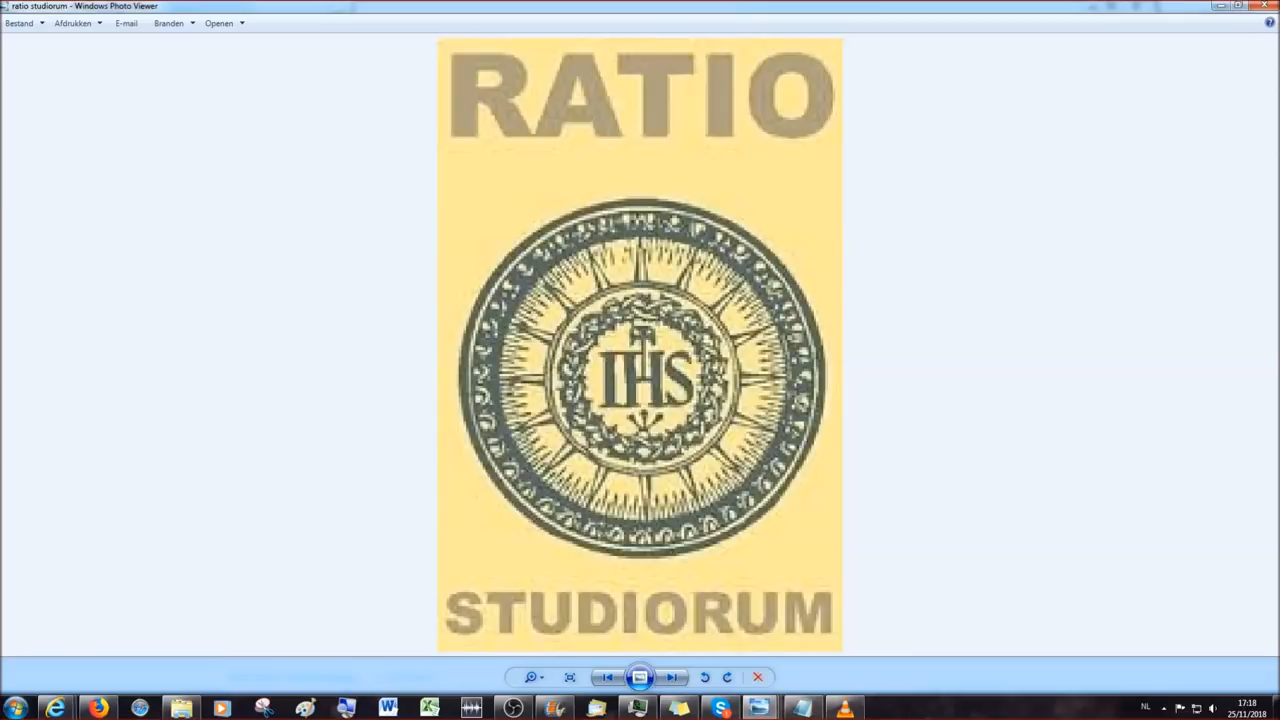 ratio studiorum - Windows Photo Viewer
Bestand Afdrukken E-mail Branden Openen
RATIO
IHS
STUDIORUM
NL 17:18
25/11/2018